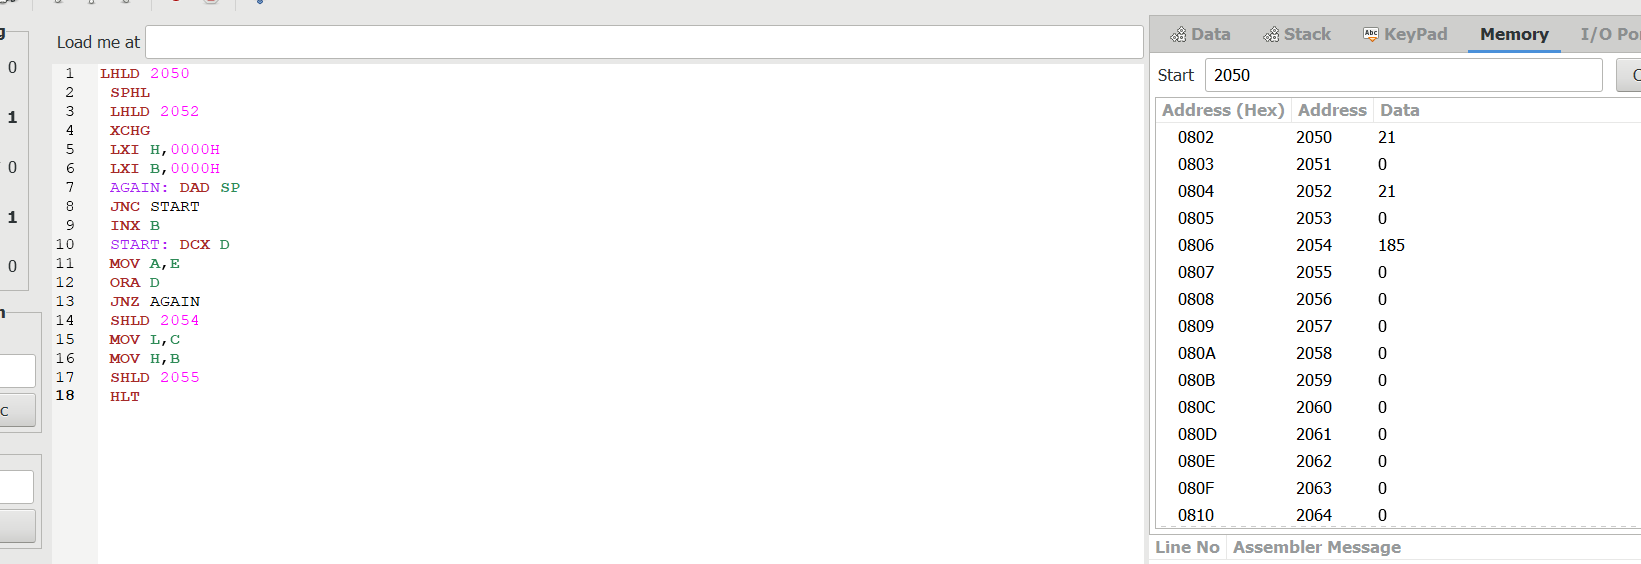 g
0
1
0
1
0
n
C
Load me at
1 LHLD 2050
2 SPHL
3 LHLD 2052
4 XCHG
5 LXI H,0000H
6 LXI B,0000H
7 AGAIN: DAD SP
8 JNC START
9 INX B
10 START: DCX D
11 MOV A,E
12 ORA D
13 JNZ AGAIN
14 SHLD 2054
15 MOV L,C
16 MOV H,B
17 SHLD 2055
18 HLT
Data Stack Abc KeyPad Memory I/O Po
Start 2050
Address (Hex) Address Data
0802 2050 21
0803 2051 0
0804 2052 21
0805 2053 0
0806 2054 185
0807 2055 0
0808 2056 0
0809 2057 0
080A 2058 0
080B 2059 0
080C 2060 0
080D 2061 0
080E 2062 0
080F 2063 0
0810 2064 0
Line No Assembler Message